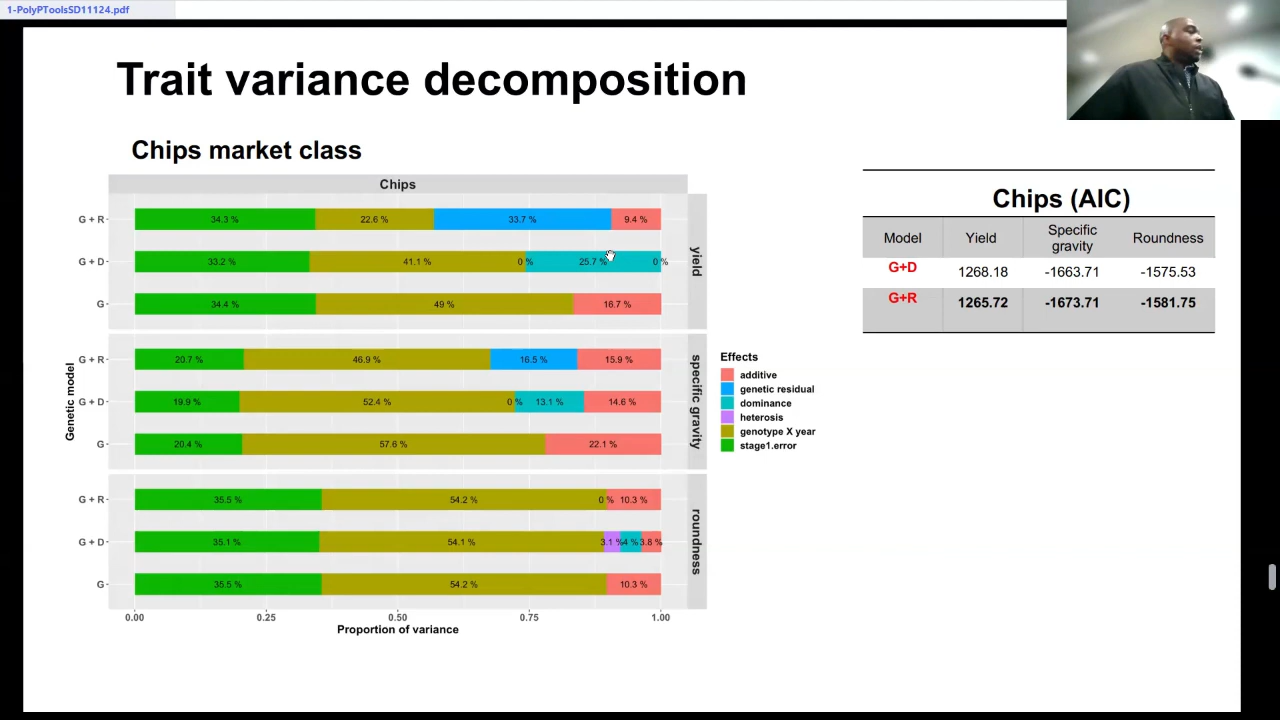 1-PolyPToolsSD11124.pdf
Trait variance decomposition
Chips market class
Chips
G + R 34.3 % 22.6 % 33.7 % 9.4 %
G + D 33.2 % 41.1 % 0 % 25.7 % 0 %
G 34.4 % 49 % 16.7 %
yield
G + R 20.7 % 46.9 % 16.5 % 15.9 %
G + D 19.9 % 52.4 % 0 % 13.1 % 14.6 %
G 20.4 % 57.6 % 22.1 %
specific gravity
G + R 35.5 % 54.2 % 0 % 10.3 %
G + D 35.1 % 54.1 % 3.1 % 4 % 3.8 %
G 35.5 % 54.2 % 10.3 %
roundness
Genetic model
0.00 0.25 0.50 0.75 1.00
Proportion of variance
Effects
additive
genetic residual
dominance
heterosis
genotype X year
stage1.error
Chips (AIC)
Model Yield Specific gravity Roundness
G+D 1268.18 -1663.71 -1575.53
G+R 1265.72 -1673.71 -1581.75